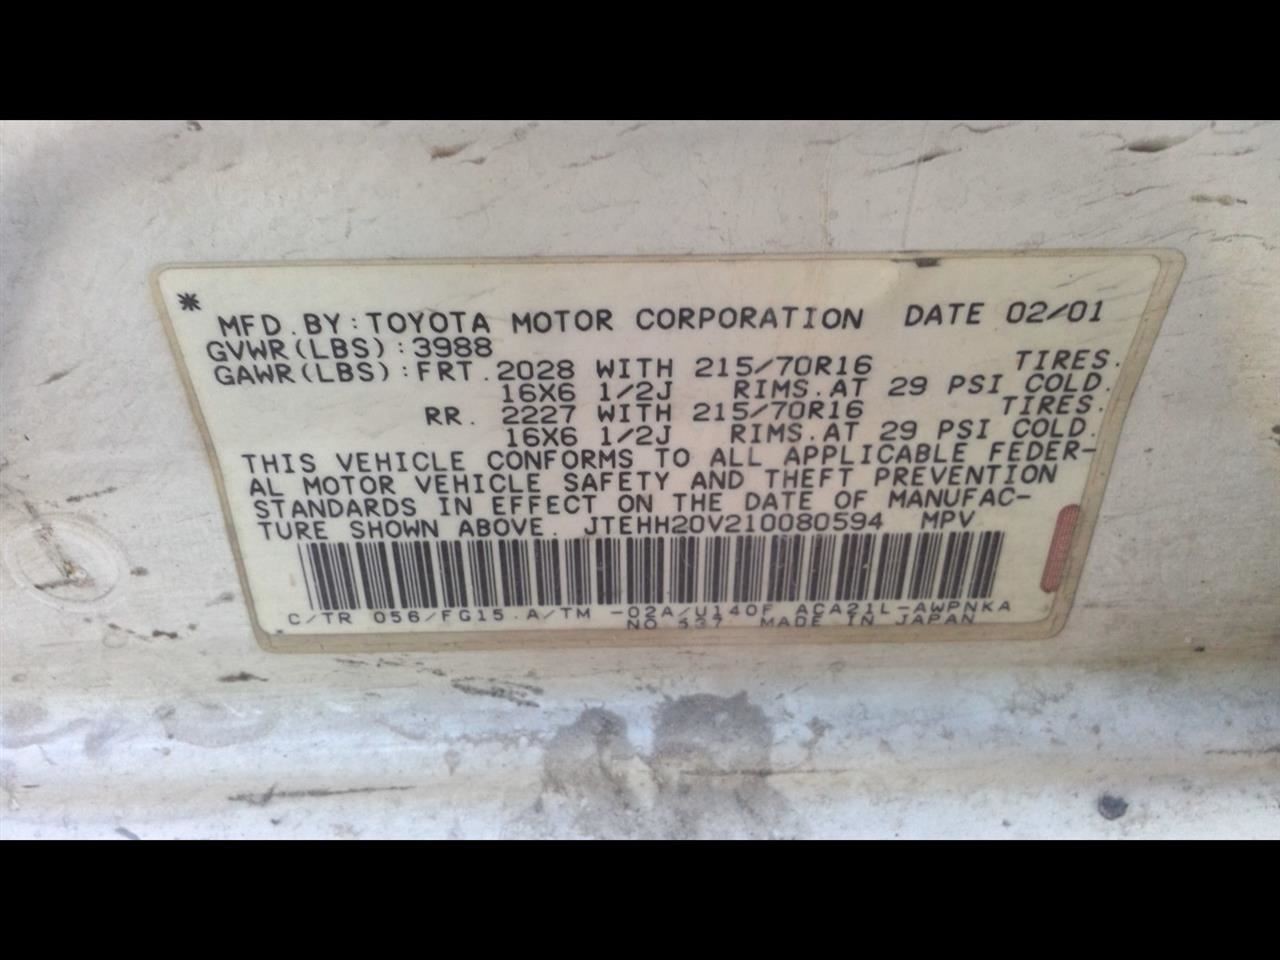 * MFD. BY: TOYOTA MOTOR CORPORATION DATE 02/01
GVWR(LBS):3988
GAWR(LBS):FRT. 2028 WITH 215/70R16 TIRES.
16X6 1/2J RIMS.AT 29 PSI COLD.
RR. 2227 WITH 215/70R16 TIRES.
16X6 1/2J RIMS.AT 29 PSI COLD.
THIS VEHICLE CONFORMS TO ALL APPLICABLE FEDER-
AL MOTOR VEHICLE SAFETY AND THEFT PREVENTION
STANDARDS IN EFFECT ON THE DATE OF MANUFAC-
TURE SHOWN ABOVE. JTEHH20V210080594 MPV
C/TR 056/FG15.A/TM -02A/U140F ACA21L-AWPNKA
NO 537 MADE IN JAPAN